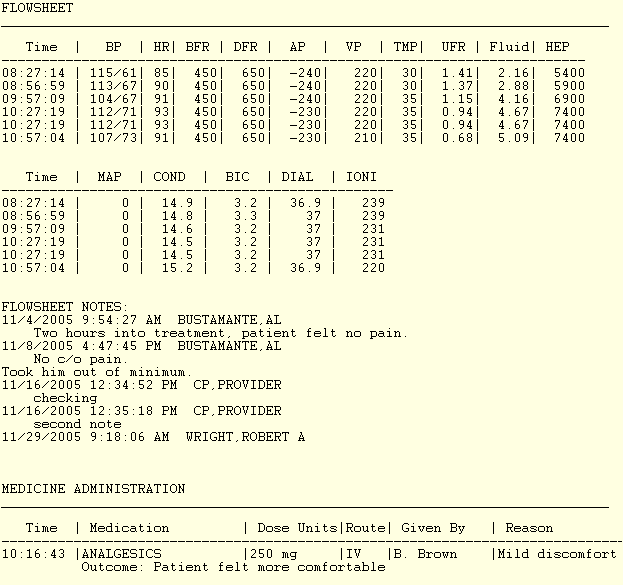 FLOWSHEET
Time | BP | HR| BFR | DFR | AP | VP | TMP| UFR | Fluid| HEP
08:27:14 | 115/61| 85| 450| 650| -240| 220| 30| 1.41| 2.16| 5400
08:56:59 | 113/67| 90| 450| 650| -240| 220| 30| 1.37| 2.88| 5900
09:57:09 | 104/67| 91| 450| 650| -240| 220| 35| 1.15| 4.16| 6900
10:27:19 | 112/71| 93| 450| 650| -230| 220| 35| 0.94| 4.67| 7400
10:27:19 | 112/71| 93| 450| 650| -230| 220| 35| 0.94| 4.67| 7400
10:57:04 | 107/73| 91| 450| 650| -230| 210| 35| 0.68| 5.09| 7400
Time | MAP | COND | BIC | DIAL | IONI
08:27:14 | 0 | 14.9 | 3.2 | 36.9 | 239
08:56:59 | 0 | 14.8 | 3.3 | 37 | 239
09:57:09 | 0 | 14.6 | 3.2 | 37 | 231
10:27:19 | 0 | 14.5 | 3.2 | 37 | 231
10:27:19 | 0 | 14.5 | 3.2 | 37 | 231
10:57:04 | 0 | 15.2 | 3.2 | 36.9 | 220
FLOWSHEET NOTES:
11/4/2005 9:54:27 AM BUSTAMANTE,AL
Two hours into treatment, patient felt no pain.
11/8/2005 4:47:45 PM BUSTAMANTE,AL
No c/o pain.
Took him out of minimum.
11/16/2005 12:34:52 PM CP,PROVIDER
checking
11/16/2005 12:35:18 PM CP,PROVIDER
second note
11/29/2005 9:18:06 AM WRIGHT,ROBERT A
MEDICINE ADMINISTRATION
Time | Medication | Dose Units|Route| Given By | Reason
10:16:43 |ANALGESICS |250 mg |IV |B. Brown |Mild discomfort
Outcome: Patient felt more comfortable